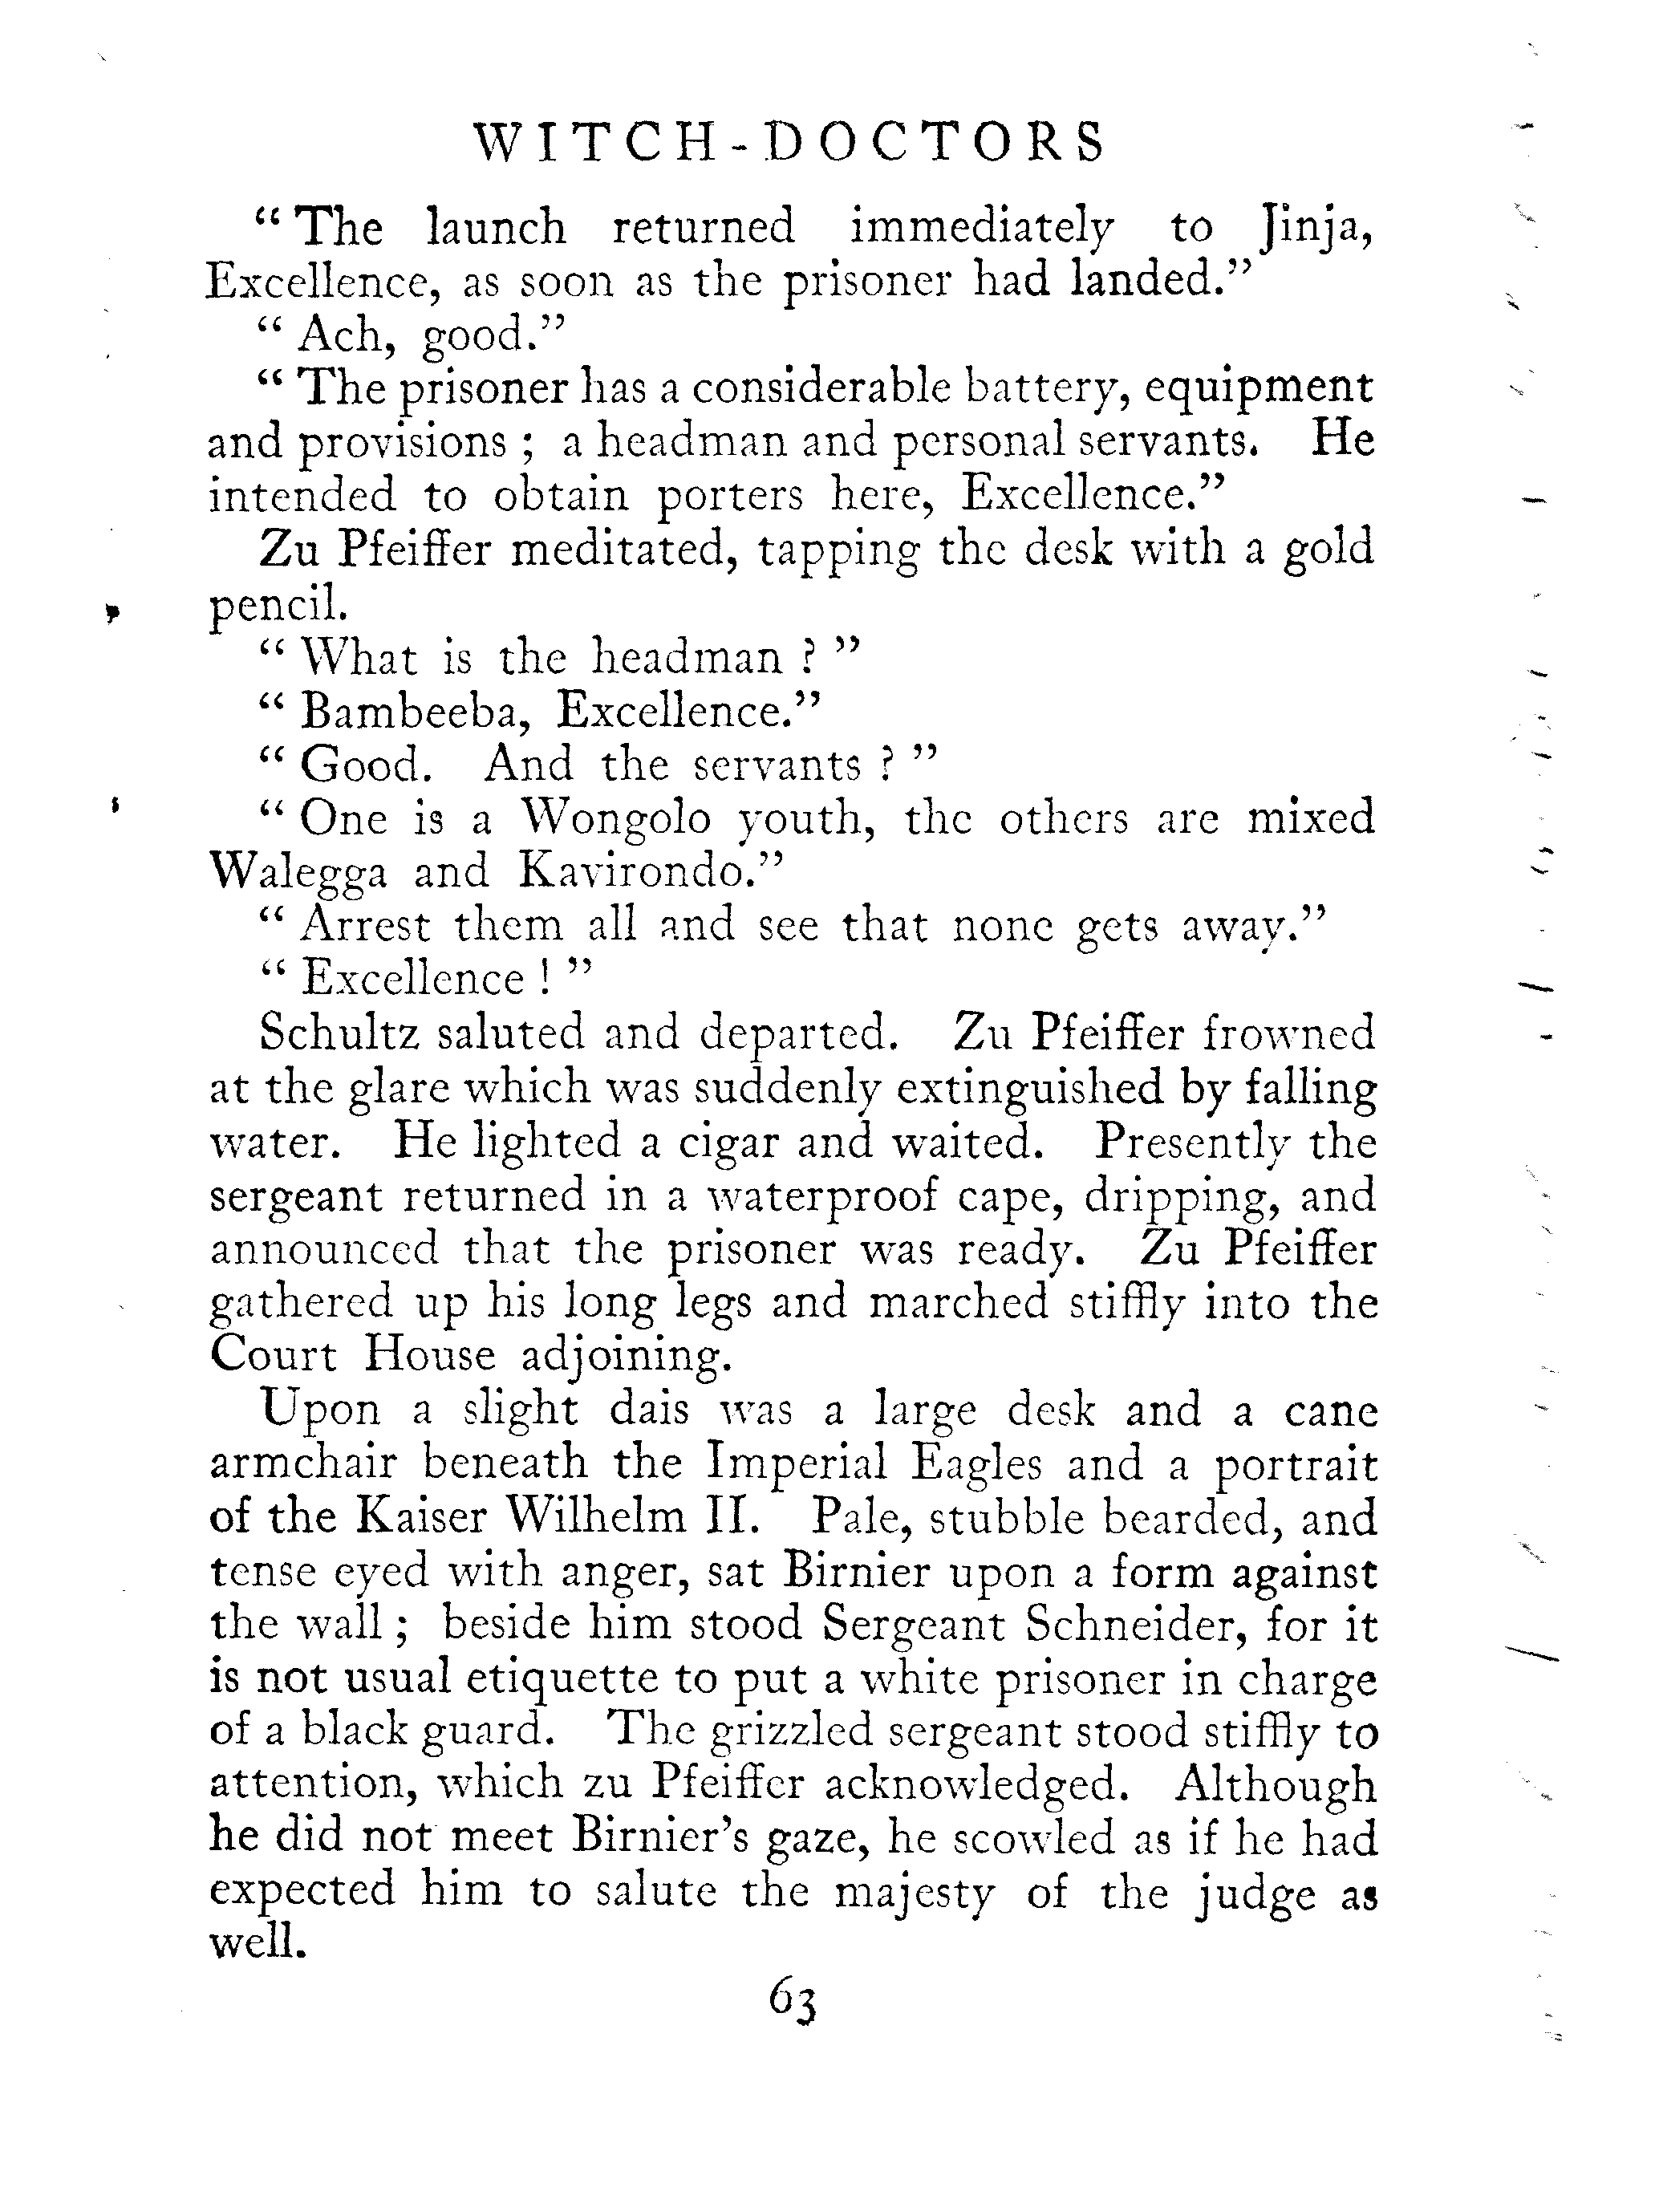 WITCH-DOCTORS
“ The launch returned immediately to Jinja,
Excellence, as soon as the prisoner had landed.”
“ Ach, good.”
“ The prisoner has a considerable battery, equipment
and provisions ; a headman and personal servants. He
intended to obtain porters here, Excellence.”
Zu Pfeiffer meditated, tapping the desk with a gold
pencil.
“ What is the headman ? ”
“ Bambeeba, Excellence.”
“ Good. And the servants ? ”
“ One is a Wongolo youth, the others are mixed
Walegga and Kavirondo.”
“ Arrest them all and see that none gets away.”
“ Excellence ! ”
Schultz saluted and departed. Zu Pfeiffer frowned
at the glare which was suddenly extinguished by falling
water. He lighted a cigar and waited. Presently the
sergeant returned in a waterproof cape, dripping, and
announced that the prisoner was ready. Zu Pfeiffer
gathered up his long legs and marched stiffly into the
Court House adjoining.
Upon a slight dais was a large desk and a cane
armchair beneath the Imperial Eagles and a portrait
of the Kaiser Wilhelm II. Pale, stubble bearded, and
tense eyed with anger, sat Birnier upon a form against
the wall ; beside him stood Sergeant Schneider, for it
is not usual etiquette to put a white prisoner in charge
of a black guard. The grizzled sergeant stood stiffly to
attention, which zu Pfeiffer acknowledged. Although
he did not meet Birnier’s gaze, he scowled as if he had
expected him to salute the majesty of the judge as
well.
63